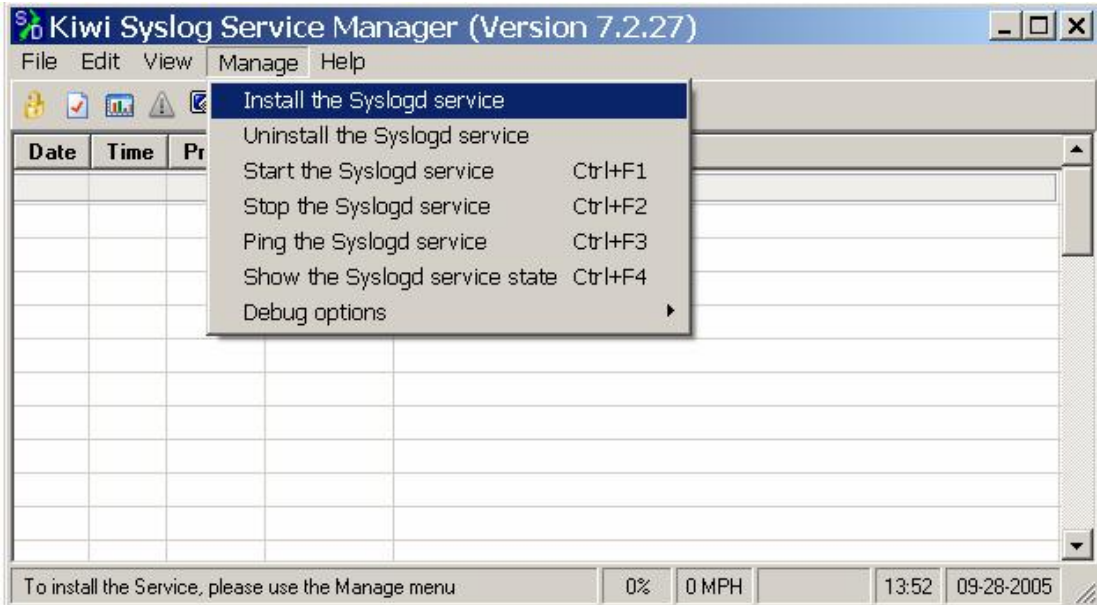 Kiwi Syslog Service Manager (Version 7.2.27)
File Edit View Manage Help
Install the Syslogd service
Uninstall the Syslogd service
Start the Syslogd service Ctrl+F1
Stop the Syslogd service Ctrl+F2
Ping the Syslogd service Ctrl+F3
Show the Syslogd service state Ctrl+F4
Debug options
Date Time Pr
To install the Service, please use the Manage menu 0% 0 MPH 13:52 09-28-2005